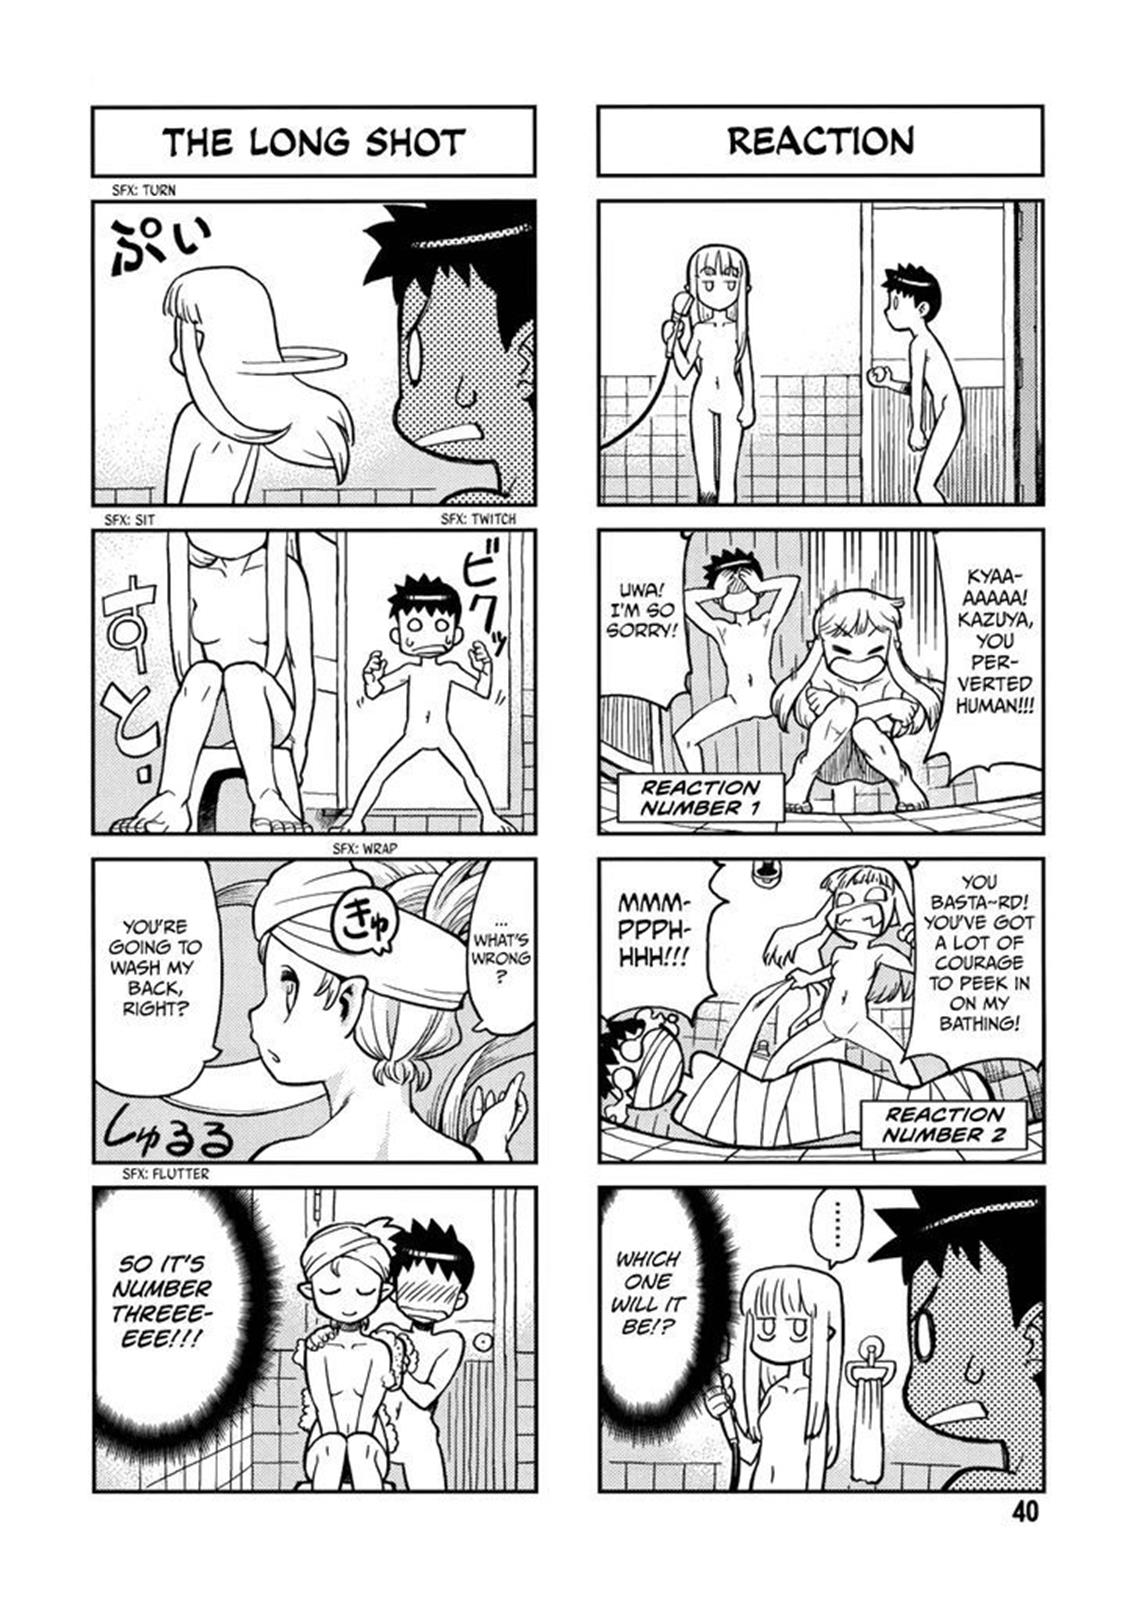 REACTION
UWA!
I'M SO
SORRY!
KYAA-
AAAAA!
KAZUYA,
YOU
PER-
VERTED
HUMAN!!!
REACTION
NUMBER 1
YOU
BASTA~RD!
YOU'VE GOT
A LOT OF
COURAGE
TO PEEK IN
ON MY
BATHING!
MMM-
PPPH-
HHH!!!
REACTION
NUMBER 2
WHICH
ONE
WILL IT
BE!?
THE LONG SHOT
SFX: TURN
ぷい
SFX: SIT
SFX: TWITCH
ビクッ
すと。
SFX: WRAP
...
WHAT'S
WRONG
?
きゅ
YOU'RE
GOING TO
WASH MY
BACK,
RIGHT?
しゅるる
SFX: FLUTTER
SO IT'S
NUMBER
THREEE-
EEE!!!
40